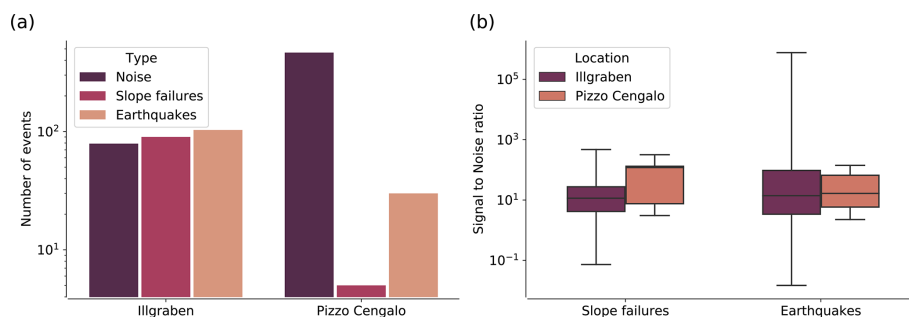 (a)
Number of events
10²
10¹
Type
Noise
Slope failures
Earthquakes
Illgraben
Pizzo Cengalo
(b)
Signal to Noise ratio
10⁵
10³
10¹
10⁻¹
Location
Illgraben
Pizzo Cengalo
Slope failures
Earthquakes